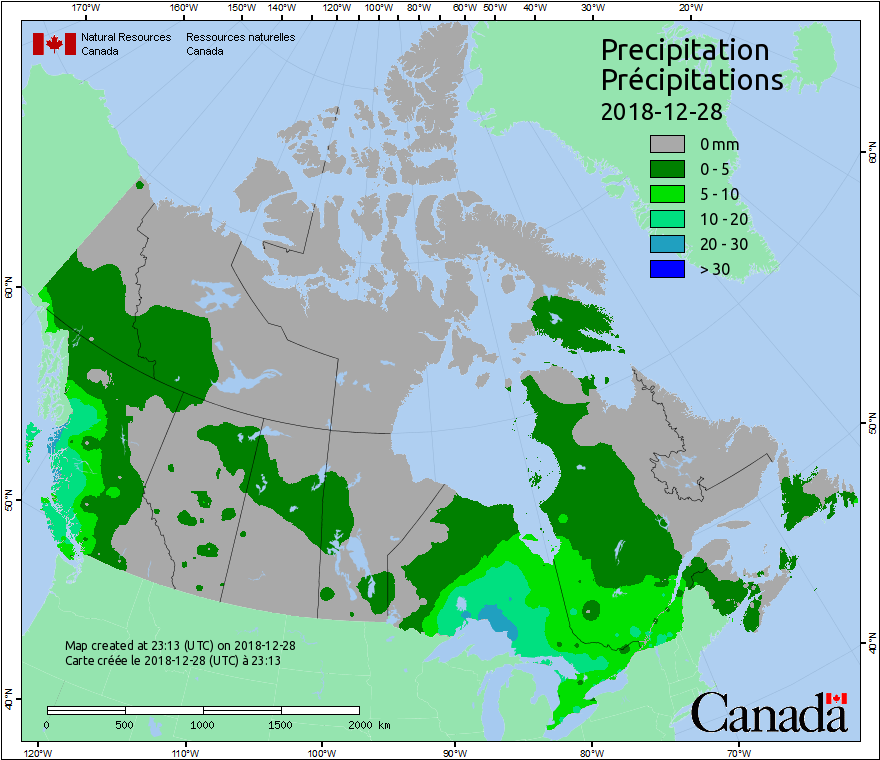 170°W 160°W 150°W 140°W 130°W 120°W 110°W 100°W 90°W 80°W 60°W 50°W 40°W 30°W 20°W
Natural Resources Canada
Ressources naturelles Canada
Precipitation
Précipitations
2018-12-28
0 mm
0 - 5
5 - 10
10 - 20
20 - 30
> 30
60°N
50°N
40°N
60°N
50°N
40°N
Map created at 23:13 (UTC) on 2018-12-28
Carte créée le 2018-12-28 (UTC) à 23:13
0 500 1000 1500 2000 km
Canada
120°W 110°W 100°W 90°W 80°W 70°W